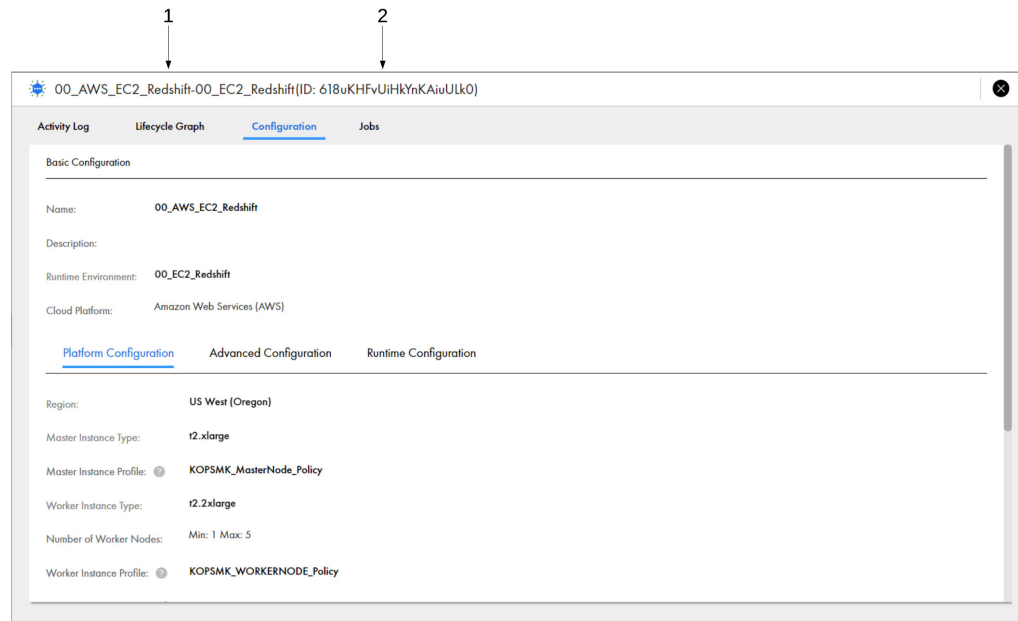 1 2
00_AWS_EC2_Redshift-00_EC2_Redshift(ID: 618uKHFvUiHkYnKAiuULk0)
Activity Log Lifecycle Graph Configuration Jobs
Basic Configuration
Name: 00_AWS_EC2_Redshift
Description:
Runtime Environment: 00_EC2_Redshift
Cloud Platform: Amazon Web Services (AWS)
Platform Configuration Advanced Configuration Runtime Configuration
Region: US West (Oregon)
Master Instance Type: t2.xlarge
Master Instance Profile: ? KOPSMK_MasterNode_Policy
Worker Instance Type: t2.2xlarge
Number of Worker Nodes: Min: 1 Max: 5
Worker Instance Profile: ? KOPSMK_WORKERNODE_Policy